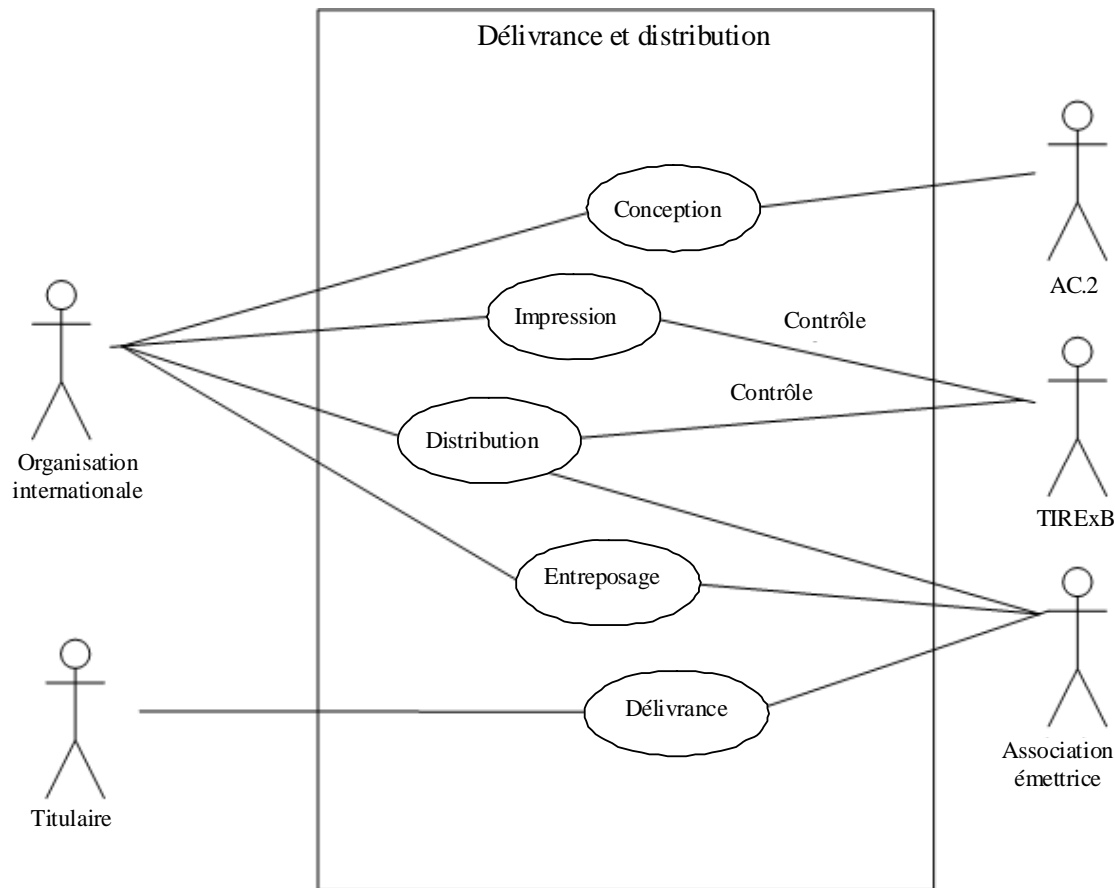 Délivrance et distribution
Conception
AC.2
Impression
Contrôle
Organisation
internationale
Distribution
Contrôle
TIRExB
Entreposage
Délivrance
Association
émettrice
Titulaire